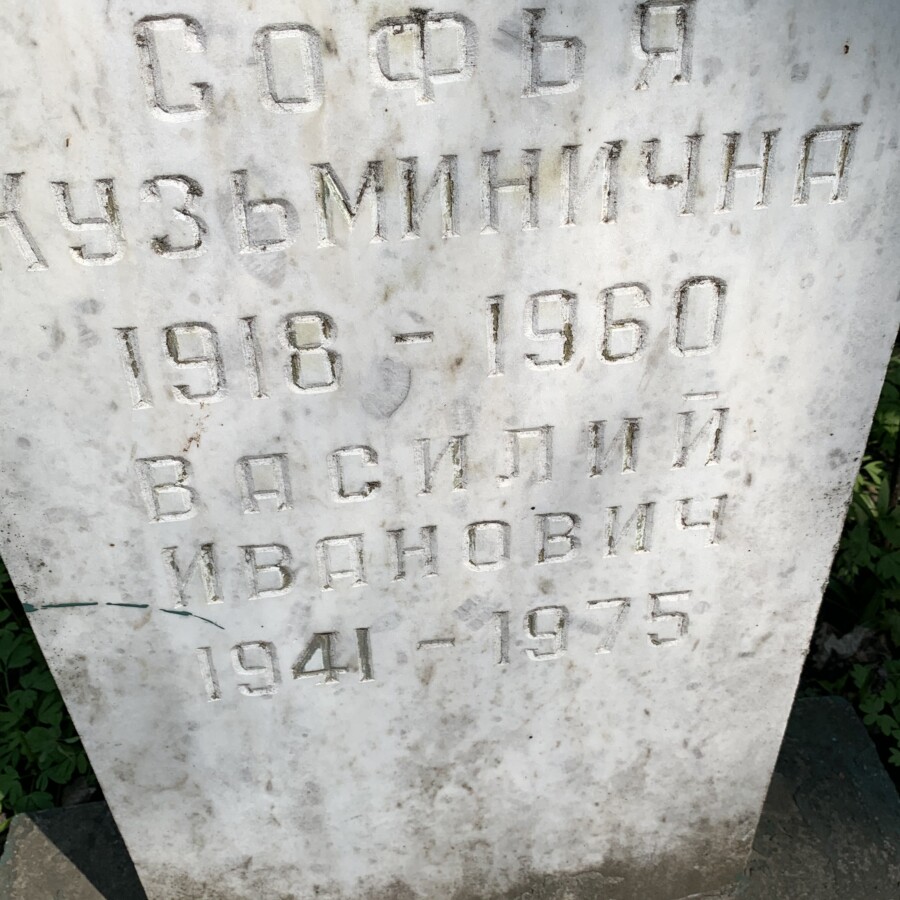 СОФЬЯ
КУЗЬМИНИЧНА
1918 - 1960
ВАСИЛИЙ
ИВАНОВИЧ
1941 - 1975